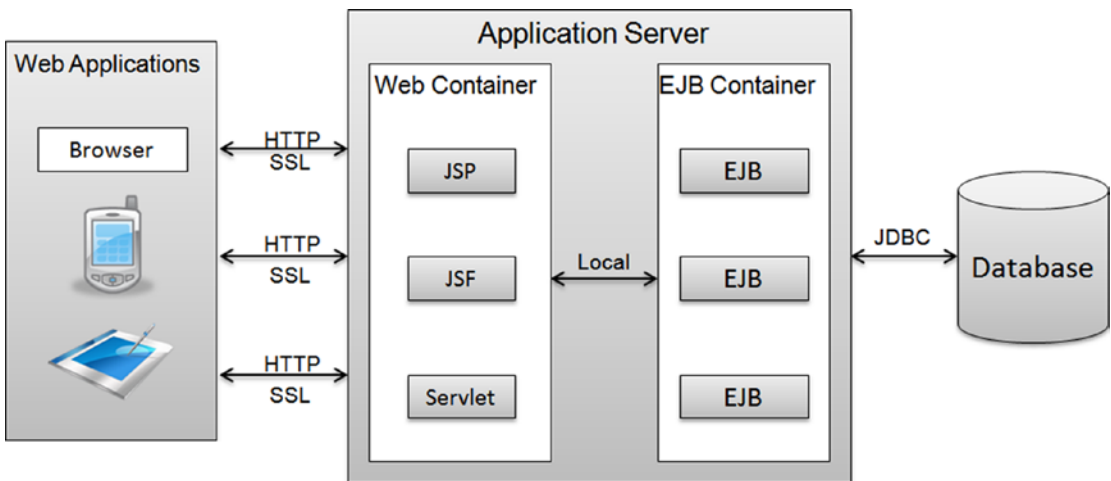 Web Applications
Browser
HTTP
SSL
HTTP
SSL
HTTP
SSL
Application Server
Web Container
JSP
JSF
Servlet
Local
EJB Container
EJB
EJB
EJB
JDBC
Database